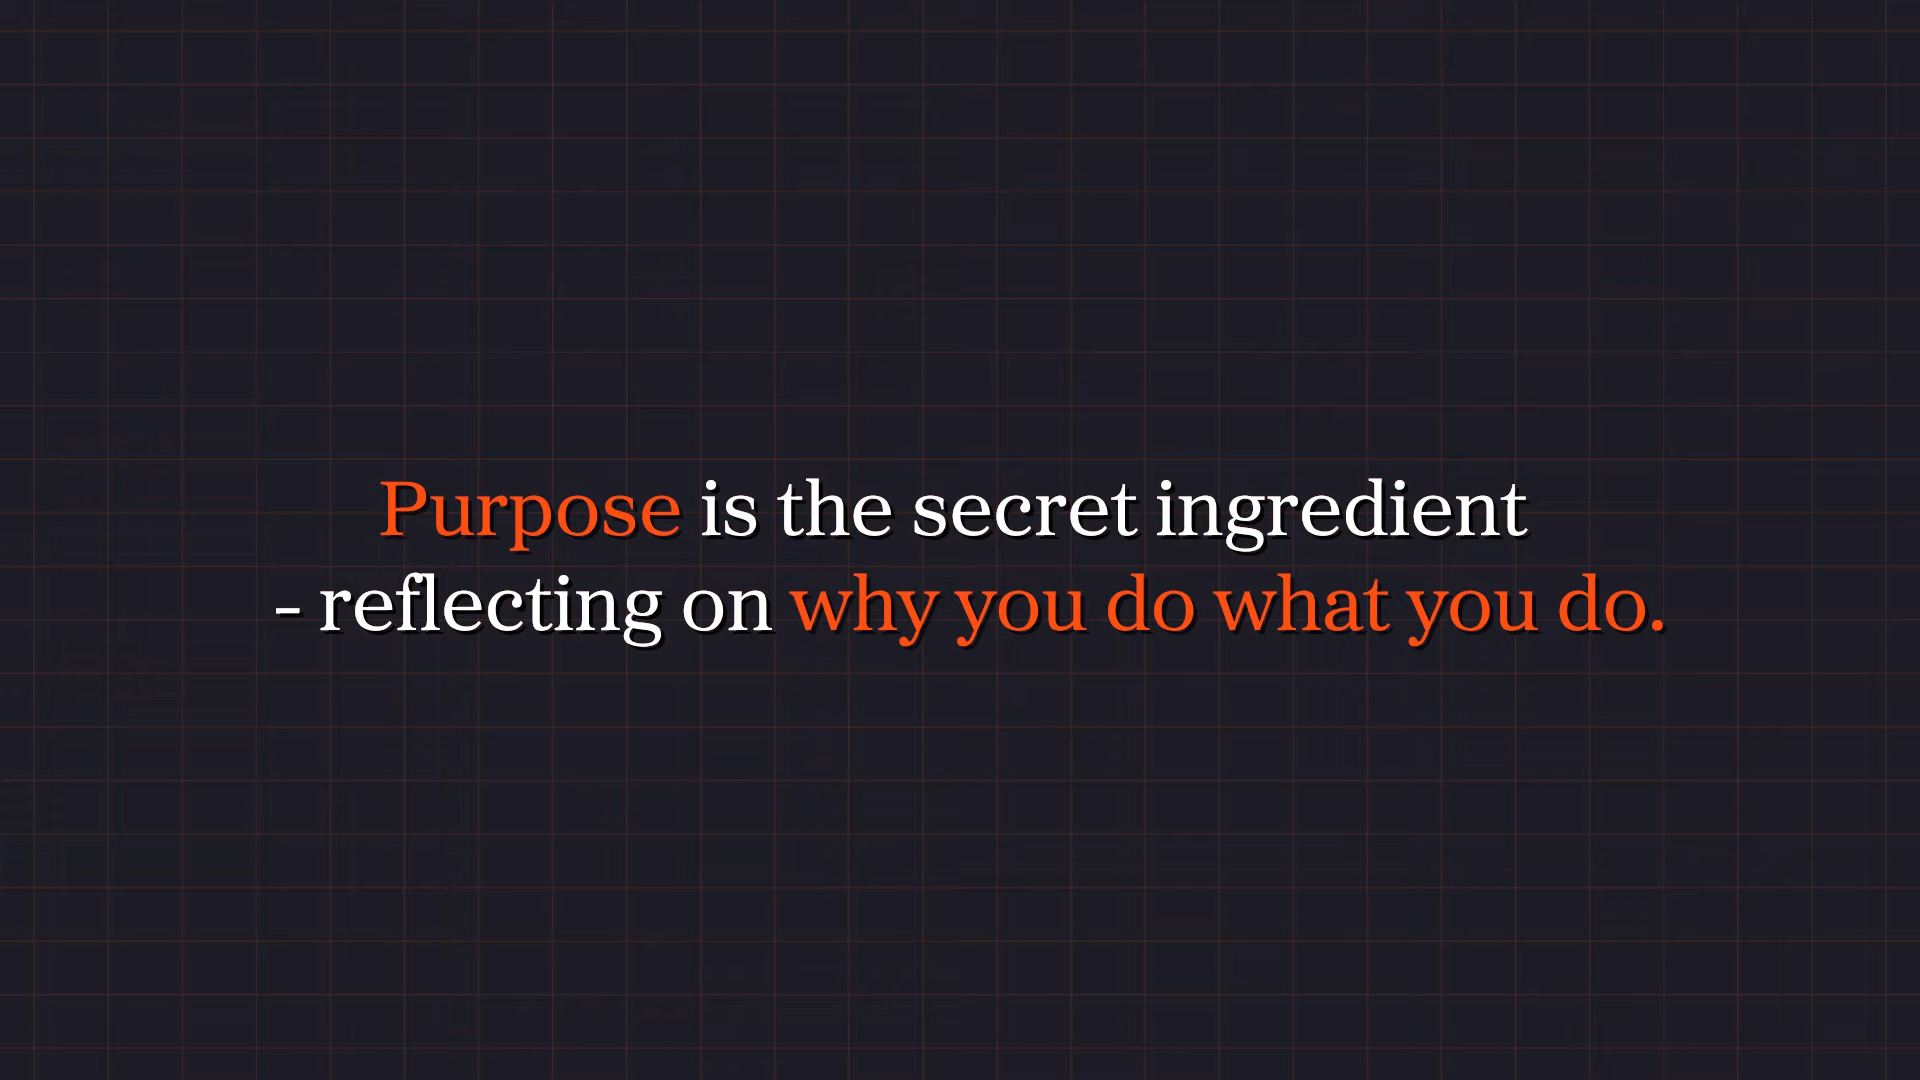 Purpose is the secret ingredient
- reflecting on why you do what you do.